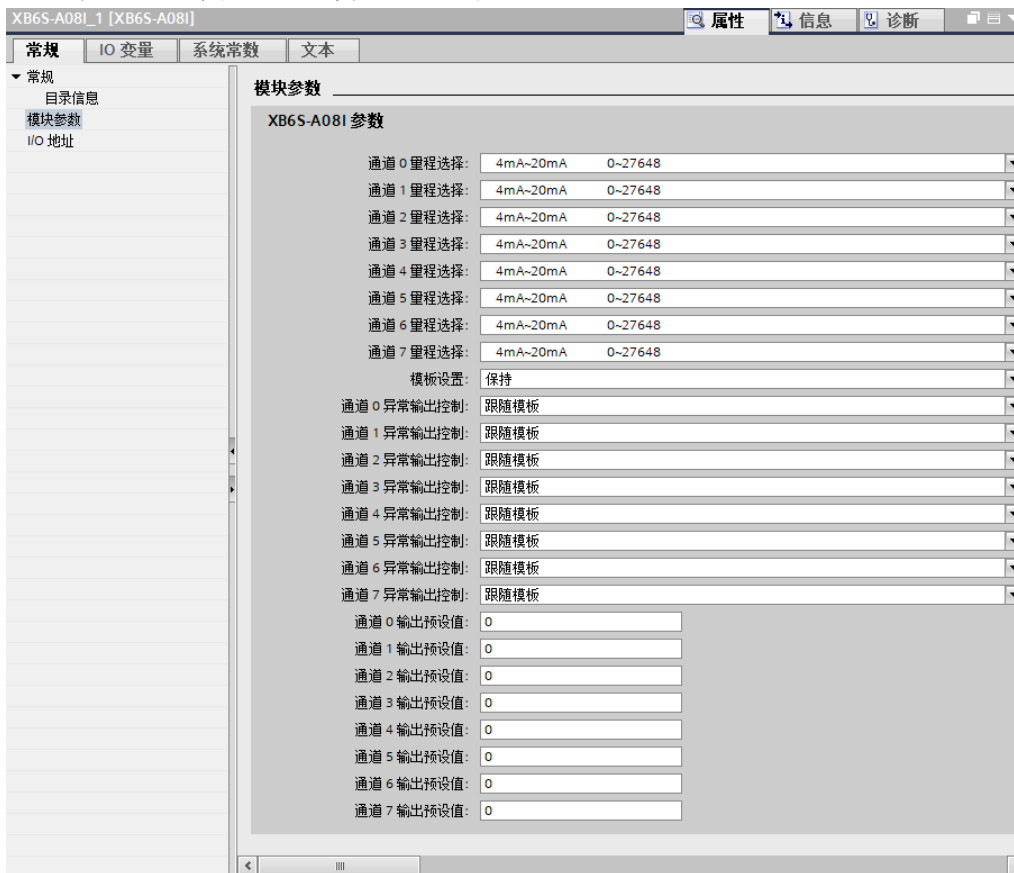 XB6S-A08I_1 [XB6S-A08I]
属性 信息 诊断
常规 IO 变量 系统常数 文本
常规
目录信息
模块参数
I/O 地址
模块参数
XB6S-A08I 参数
通道 0 量程选择: 4mA~20mA 0~27648
通道 1 量程选择: 4mA~20mA 0~27648
通道 2 量程选择: 4mA~20mA 0~27648
通道 3 量程选择: 4mA~20mA 0~27648
通道 4 量程选择: 4mA~20mA 0~27648
通道 5 量程选择: 4mA~20mA 0~27648
通道 6 量程选择: 4mA~20mA 0~27648
通道 7 量程选择: 4mA~20mA 0~27648
模板设置: 保持
通道 0 异常输出控制: 跟随模板
通道 1 异常输出控制: 跟随模板
通道 2 异常输出控制: 跟随模板
通道 3 异常输出控制: 跟随模板
通道 4 异常输出控制: 跟随模板
通道 5 异常输出控制: 跟随模板
通道 6 异常输出控制: 跟随模板
通道 7 异常输出控制: 跟随模板
通道 0 输出预设值: 0
通道 1 输出预设值: 0
通道 2 输出预设值: 0
通道 3 输出预设值: 0
通道 4 输出预设值: 0
通道 5 输出预设值: 0
通道 6 输出预设值: 0
通道 7 输出预设值: 0